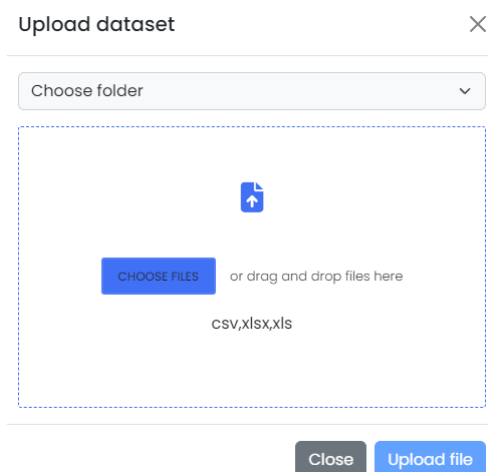 Upload dataset
Choose folder
CHOOSE FILES or drag and drop files here
csv,xlsx,xls
Close Upload file